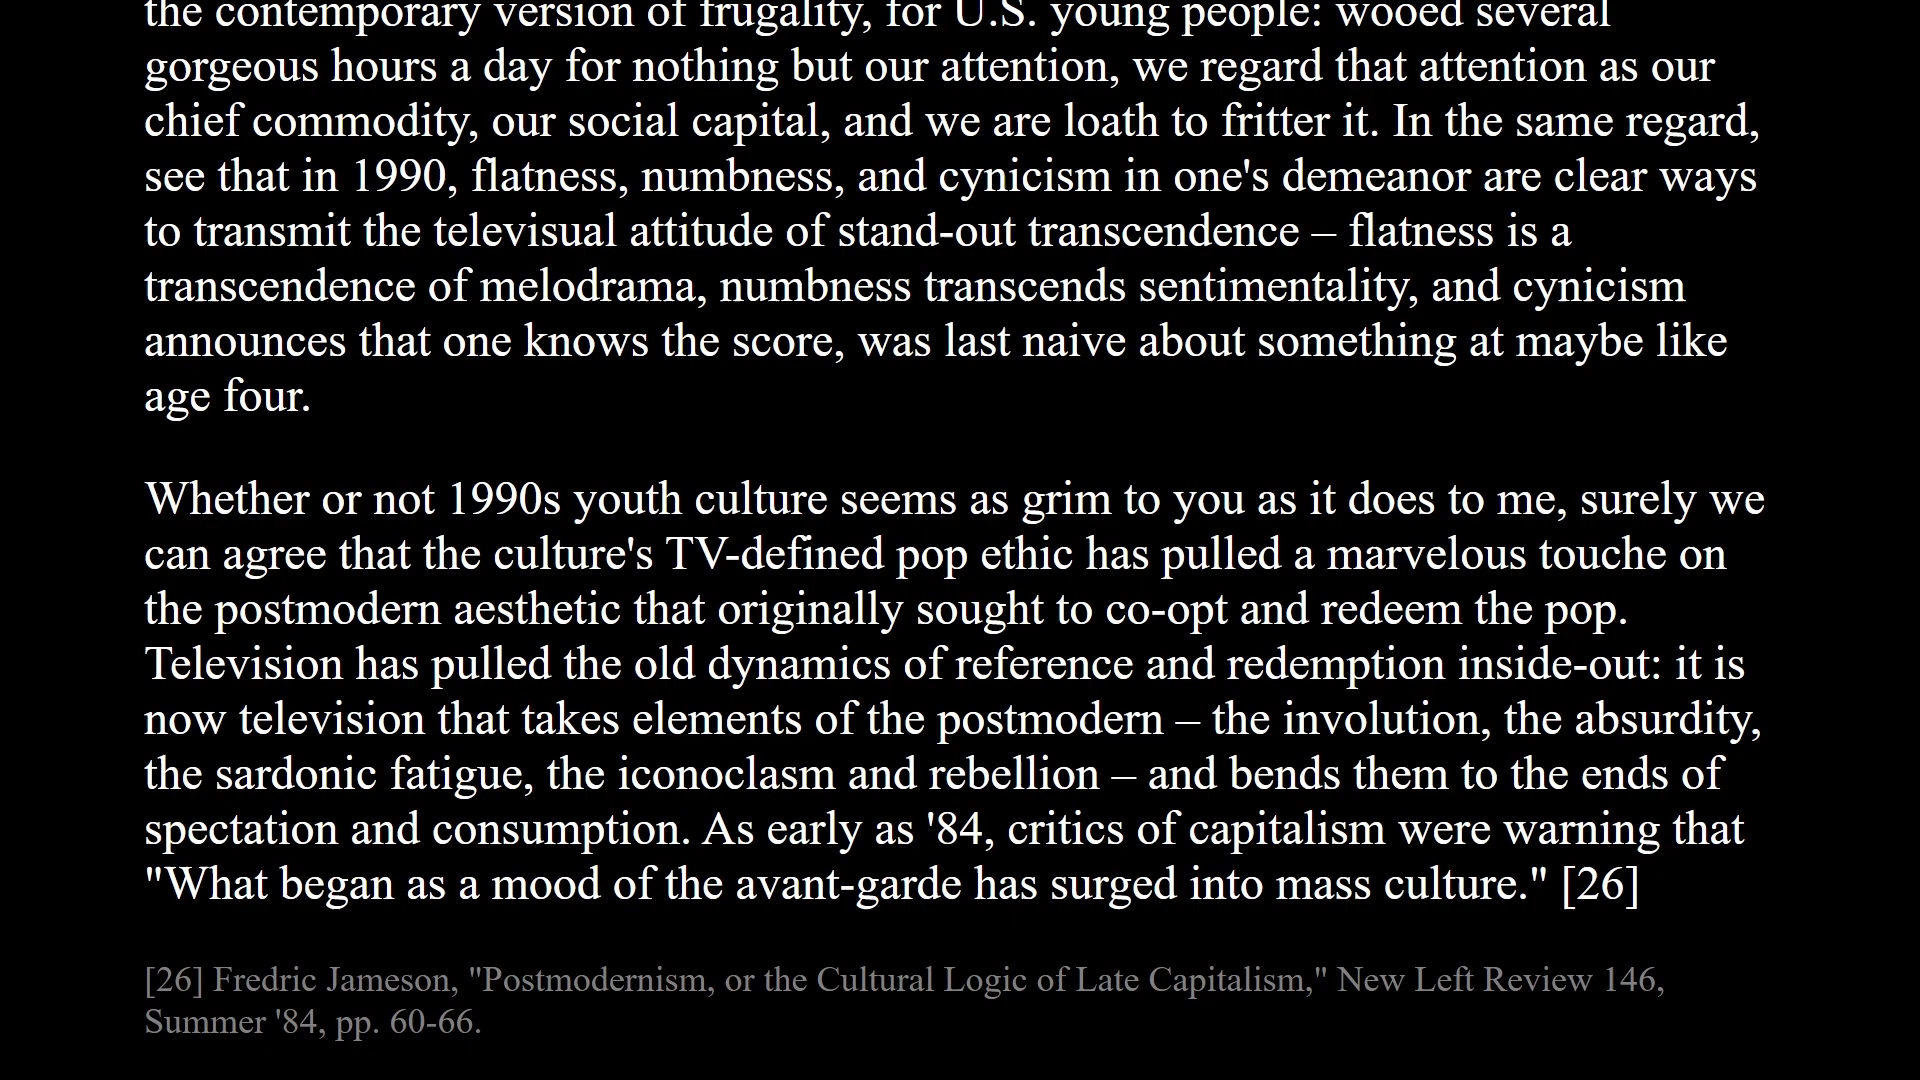 the contemporary version of frugality, for U.S. young people: wooed several
gorgeous hours a day for nothing but our attention, we regard that attention as our
chief commodity, our social capital, and we are loath to fritter it. In the same regard,
see that in 1990, flatness, numbness, and cynicism in one's demeanor are clear ways
to transmit the televisual attitude of stand-out transcendence – flatness is a
transcendence of melodrama, numbness transcends sentimentality, and cynicism
announces that one knows the score, was last naive about something at maybe like
age four.
Whether or not 1990s youth culture seems as grim to you as it does to me, surely we
can agree that the culture's TV-defined pop ethic has pulled a marvelous touche on
the postmodern aesthetic that originally sought to co-opt and redeem the pop.
Television has pulled the old dynamics of reference and redemption inside-out: it is
now television that takes elements of the postmodern – the involution, the absurdity,
the sardonic fatigue, the iconoclasm and rebellion – and bends them to the ends of
spectation and consumption. As early as '84, critics of capitalism were warning that
"What began as a mood of the avant-garde has surged into mass culture." [26]
[26] Fredric Jameson, "Postmodernism, or the Cultural Logic of Late Capitalism," New Left Review 146,
Summer '84, pp. 60-66.